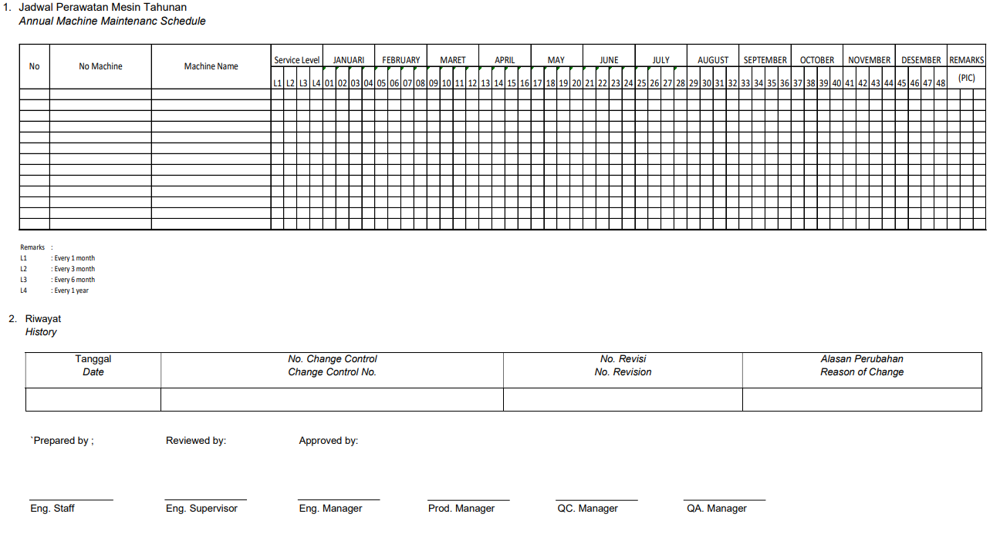 1. Jadwal Perawatan Mesin Tahunan
Annual Machine Maintenanc Schedule
No No Machine Machine Name Service Level JANUARI FEBRUARY MARET APRIL MAY JUNE JULY AUGUST SEPTEMBER OCTOBER NOVEMBER DESEMBER REMARKS
L1 L2 L3 L4 01 02 03 04 05 06 07 08 09 10 11 12 13 14 15 16 17 18 19 20 21 22 23 24 25 26 27 28 29 30 31 32 33 34 35 36 37 38 39 40 41 42 43 44 45 46 47 48 (PIC)
Remarks :
L1 : Every 1 month
L2 : Every 3 month
L3 : Every 6 month
L4 : Every 1 year
2. Riwayat
History
Tanggal No. Change Control No. Revisi Alasan Perubahan
Date Change Control No. No. Revision Reason of Change
`Prepared by ; Reviewed by: Approved by:
Eng. Staff Eng. Supervisor Eng. Manager Prod. Manager QC. Manager QA. Manager